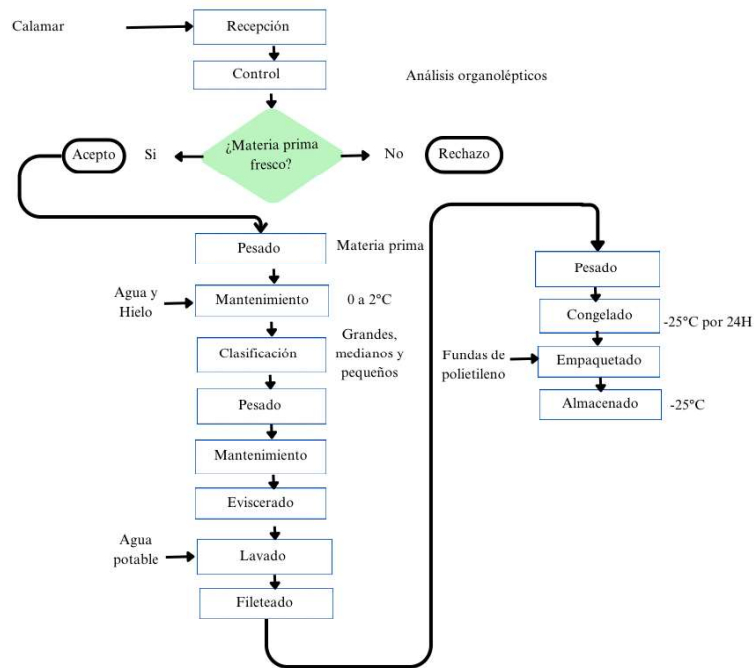 Calamar
Recepción
Control
Análisis organolépticos
¿Materia prima
fresco?
Acepto
Si
No
Rechazo
Pesado
Materia prima
Agua y
Hielo
Mantenimiento
0 a 2°C
Clasificación
Grandes,
medianos y
pequeños
Pesado
Mantenimiento
Eviscerado
Agua
potable
Lavado
Fileteado
Pesado
Congelado
-25°C por 24H
Fundas de
polietileno
Empaquetado
Almacenado
-25°C